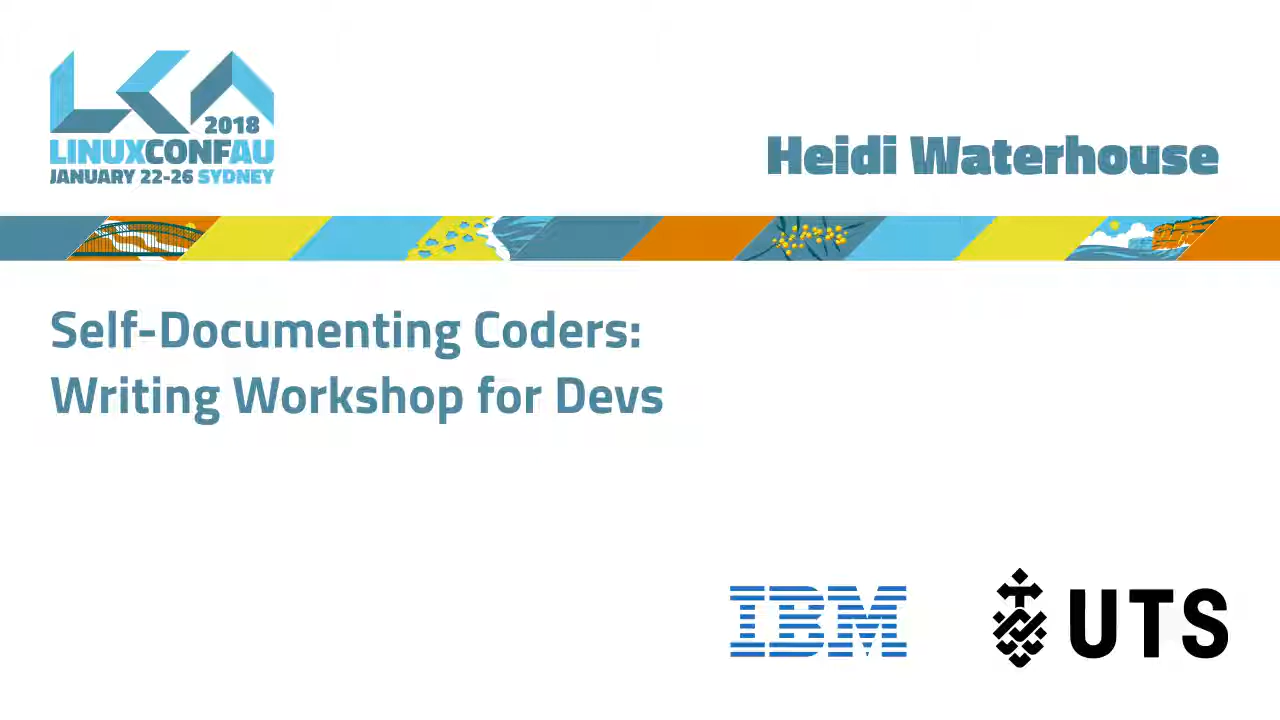 2018
LINUXCONFAU
JANUARY 22-26 SYDNEY
Heidi Waterhouse
Self-Documenting Coders:
Writing Workshop for Devs
IBM
UTS